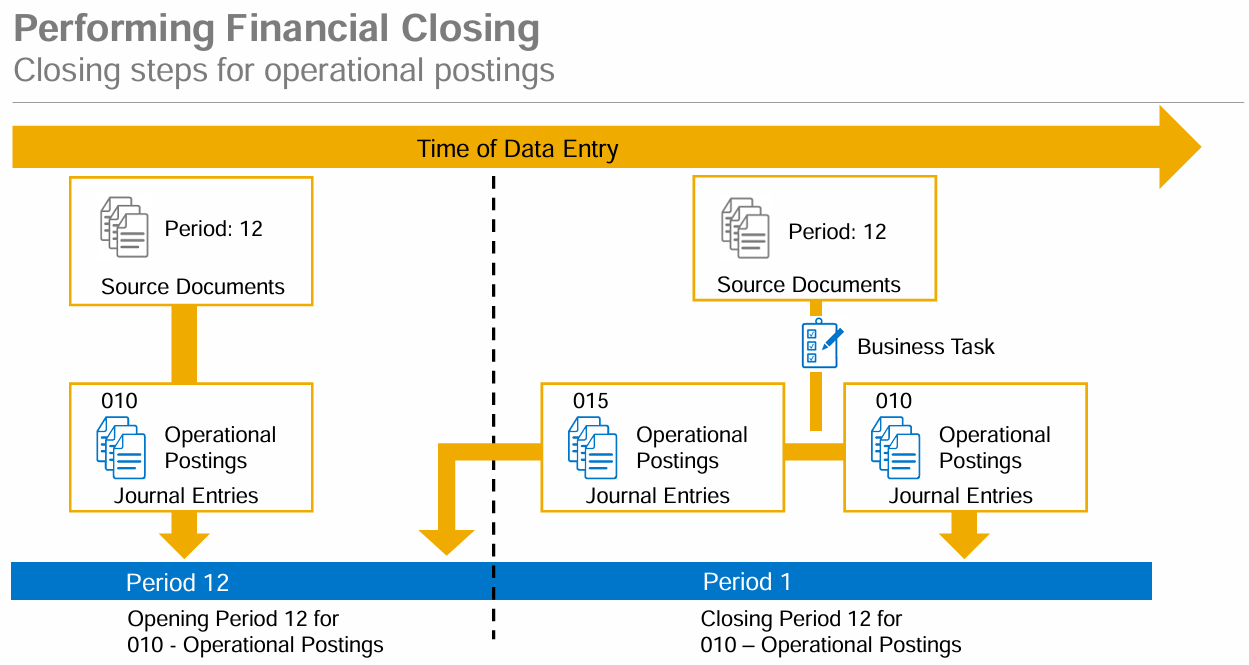 Performing Financial Closing
Closing steps for operational postings
Time of Data Entry
Period: 12
Source Documents
Period: 12
Source Documents
Business Task
010
Operational
Postings
Journal Entries
015
Operational
Postings
Journal Entries
010
Operational
Postings
Journal Entries
Period 12
Period 1
Opening Period 12 for
010 - Operational Postings
Closing Period 12 for
010 – Operational Postings